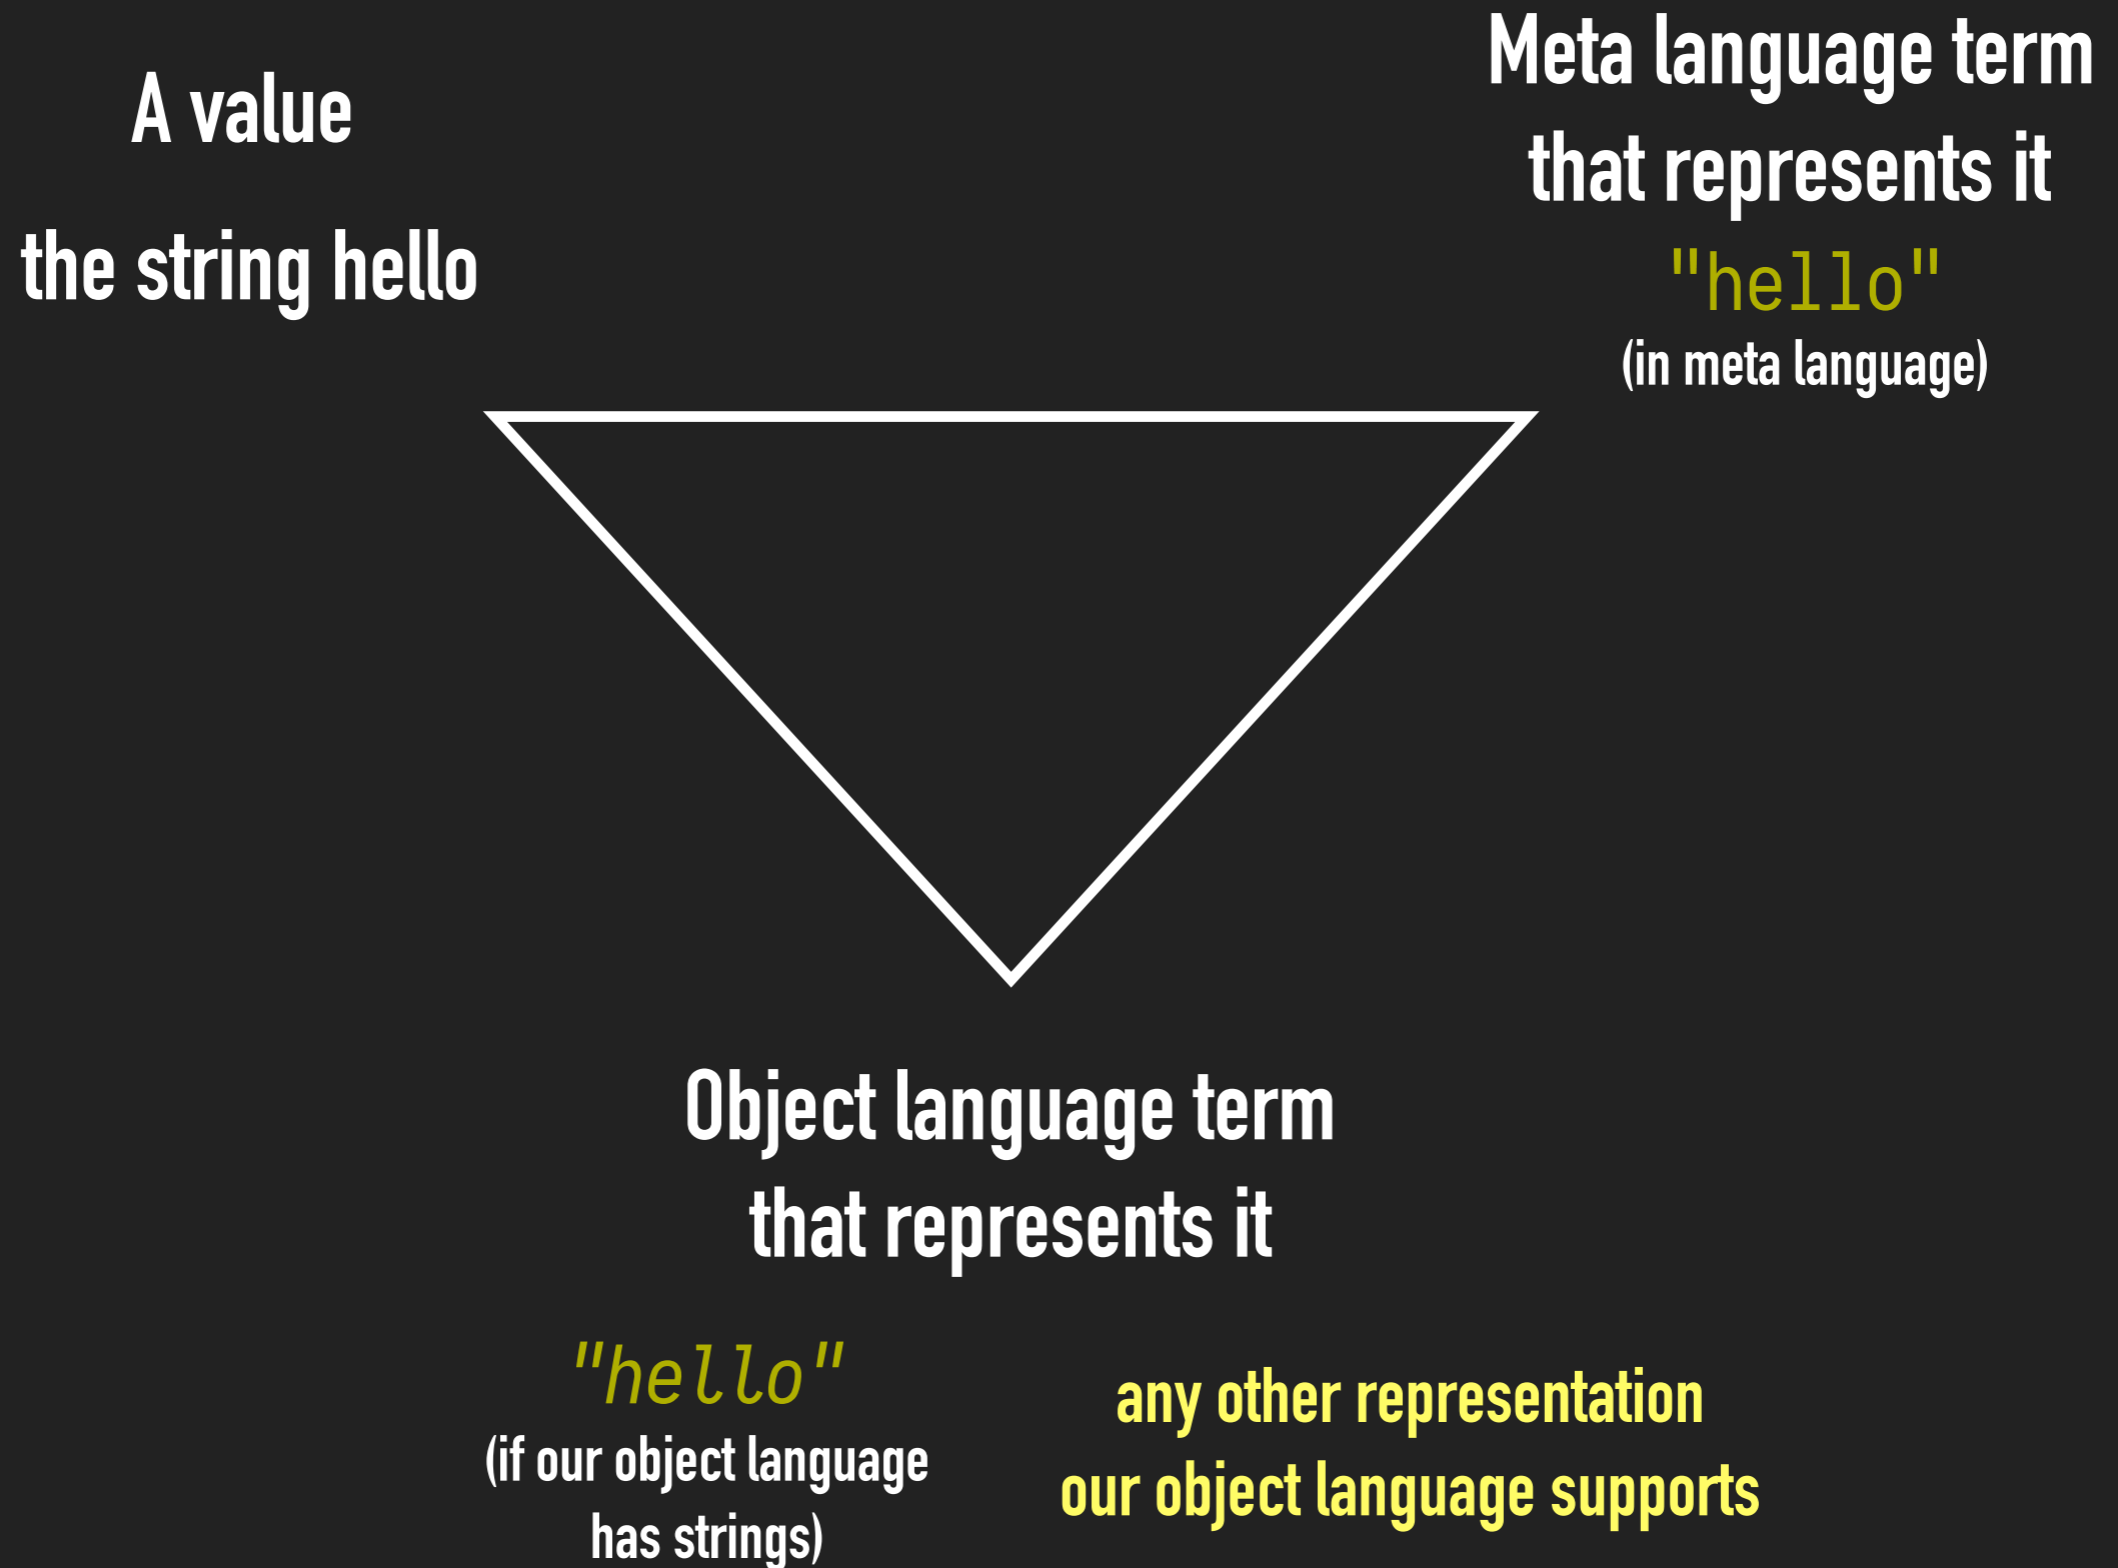 A value
the string hello
Meta language term
that represents it
"hello"
(in meta language)
Object language term
that represents it
"hello"
(if our object language
has strings)
any other representation
our object language supports